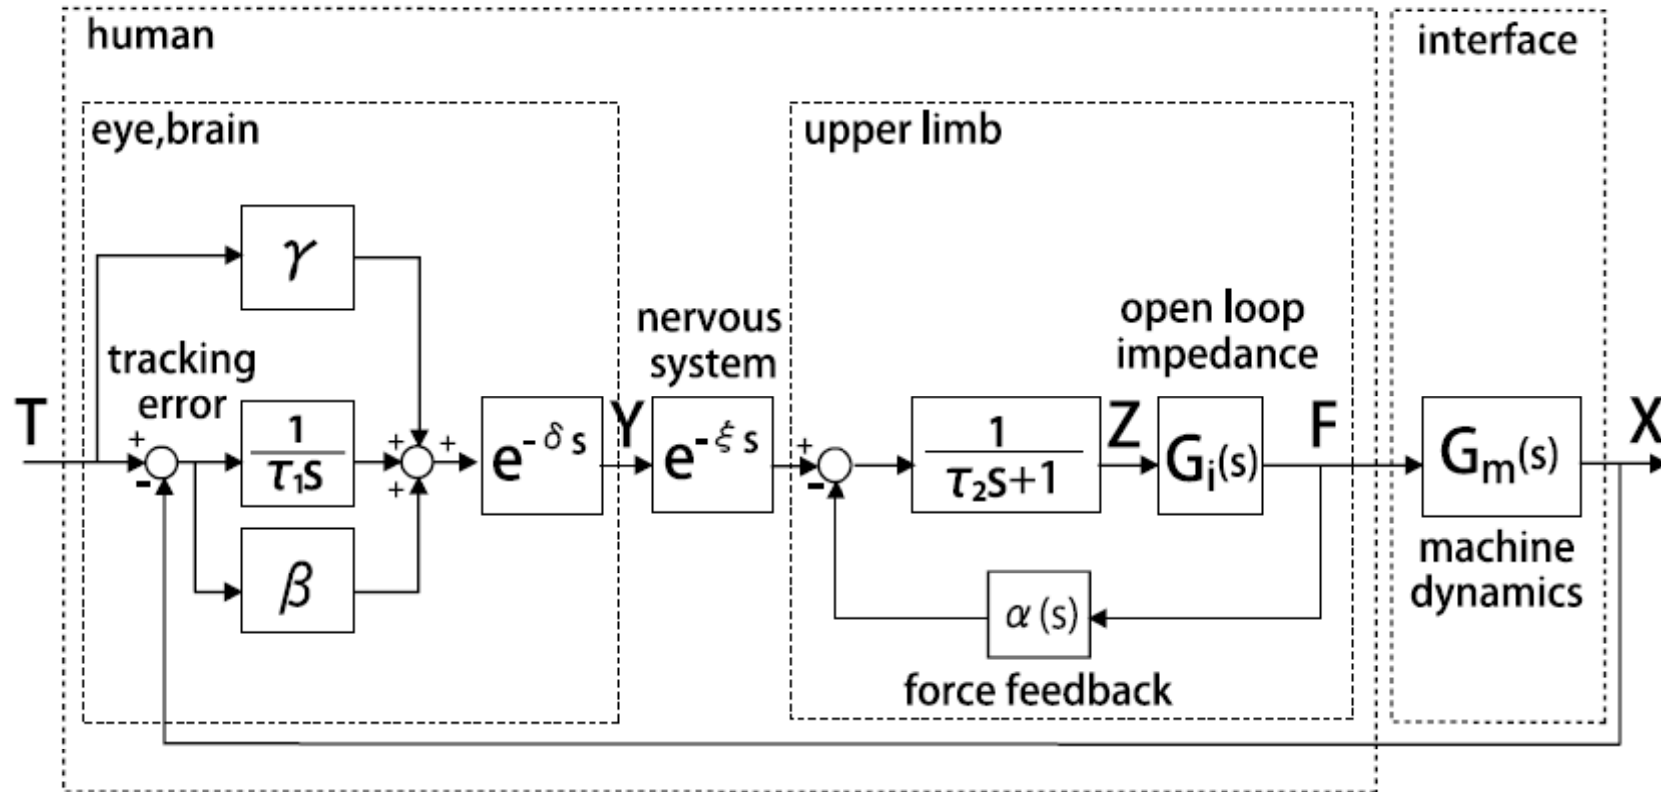 human
interface
eye,brain
upper limb
γ
nervous
system
open loop
impedance
tracking
error
T
+
-
1
τ₁s
+
+
+
e^-δs
Y
e^-ξs
+
-
1
τ₂s+1
Z
Gᵢ(s)
F
Gₘ(s)
X
β
α(s)
machine
dynamics
force feedback